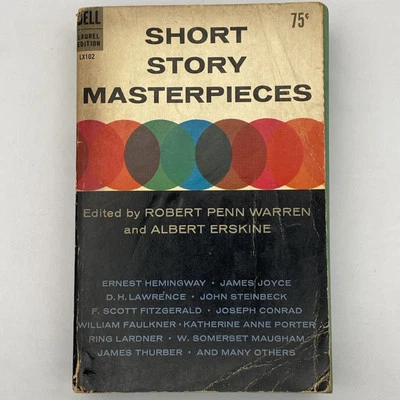 DELL
LAUREL
EDITION
LX102
75¢
SHORT
STORY
MASTERPIECES
Edited by ROBERT PENN WARREN
and ALBERT ERSKINE
ERNEST HEMINGWAY • JAMES JOYCE
D. H. LAWRENCE • JOHN STEINBECK
F. SCOTT FITZGERALD • JOSEPH CONRAD
WILLIAM FAULKNER • KATHERINE ANNE PORTER
RING LARDNER • W. SOMERSET MAUGHAM
JAMES THURBER • AND MANY OTHERS